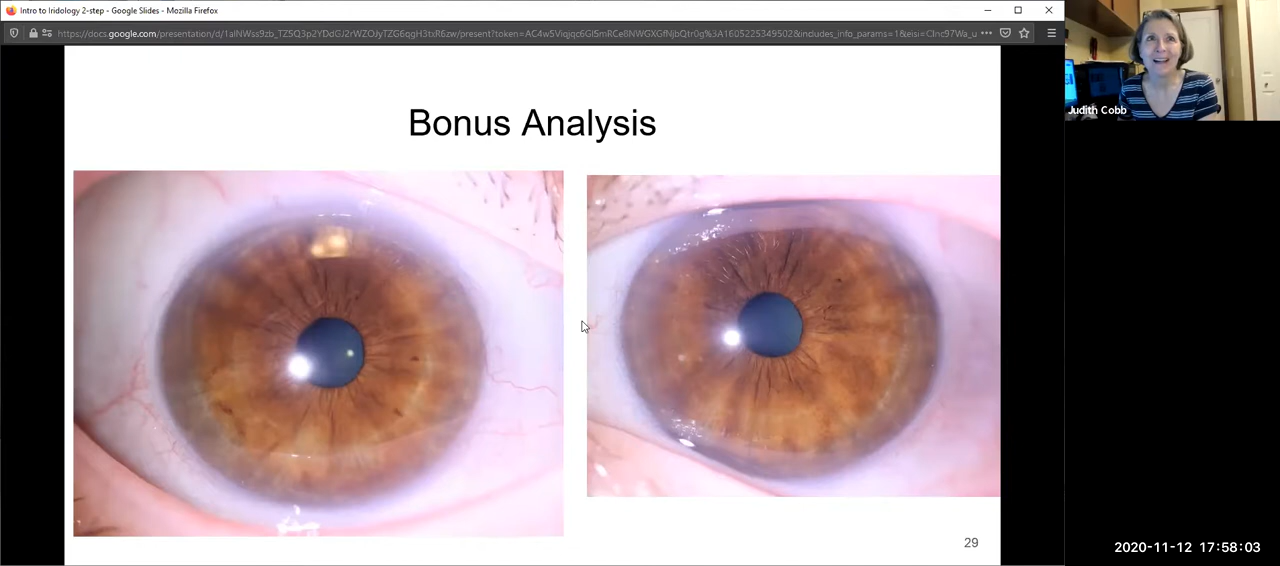 Intro to Iridology 2-step - Google Slides - Mozilla Firefox
Judith Cobb
Bonus Analysis
29
2020-11-12 17:58:03